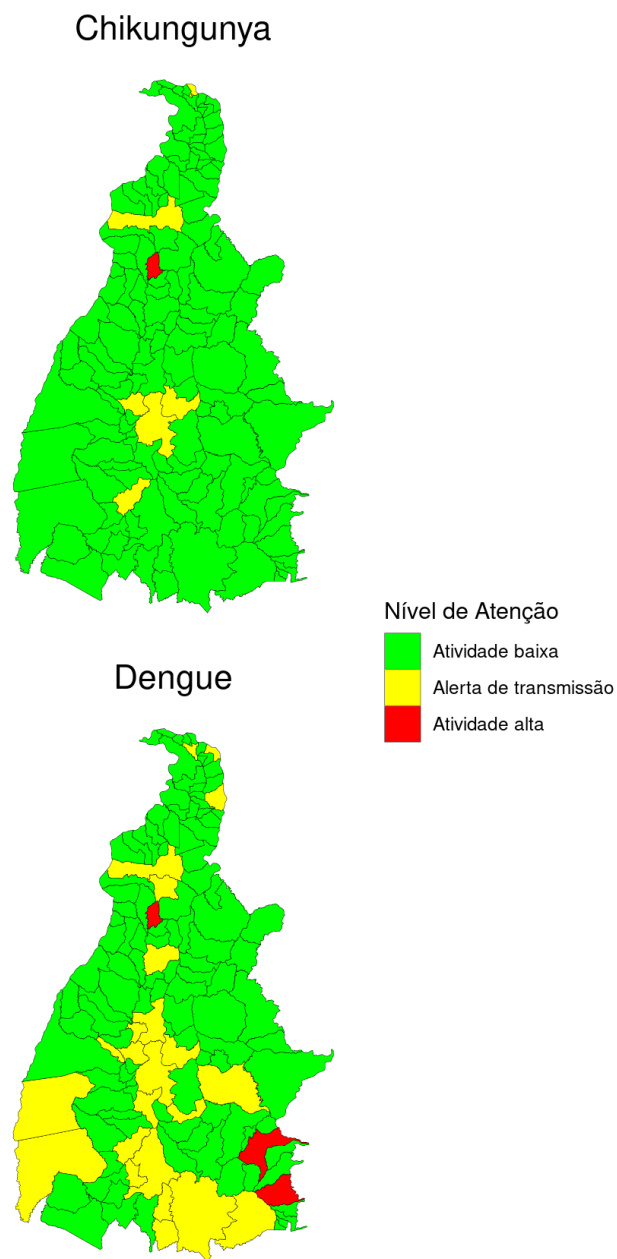 Chikungunya
Nível de Atenção
Atividade baixa
Alerta de transmissão
Atividade alta
Dengue